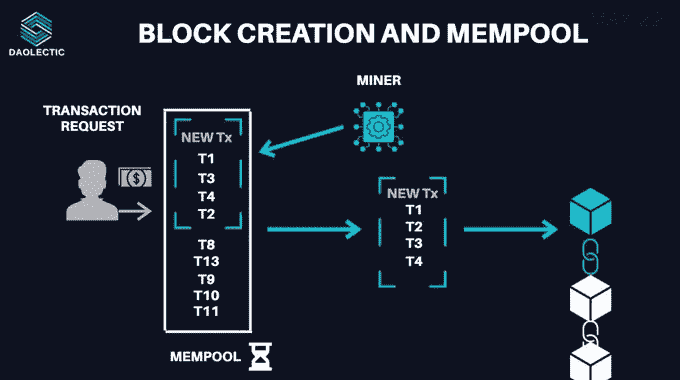 DAOLECTIC
BLOCK CREATION AND MEMPOOL
MINER
TRANSACTION
REQUEST
NEW Tx
T1
T3
T4
T2
T8
T13
T9
T10
T11
MEMPOOL
NEW Tx
T1
T2
T3
T4